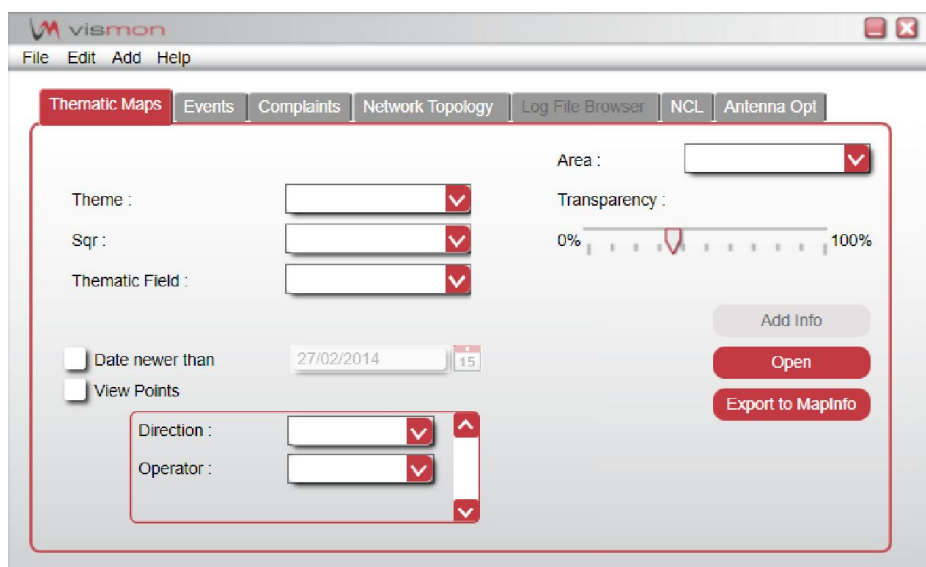 vismon
File Edit Add Help
Thematic Maps Events Complaints Network Topology Log File Browser NCL Antenna Opt
Area :
Theme :
Transparency :
Sqr :
0% 100%
Thematic Field :
Add Info
Date newer than 27/02/2014 15
Open
View Points
Export to MapInfo
Direction :
Operator :